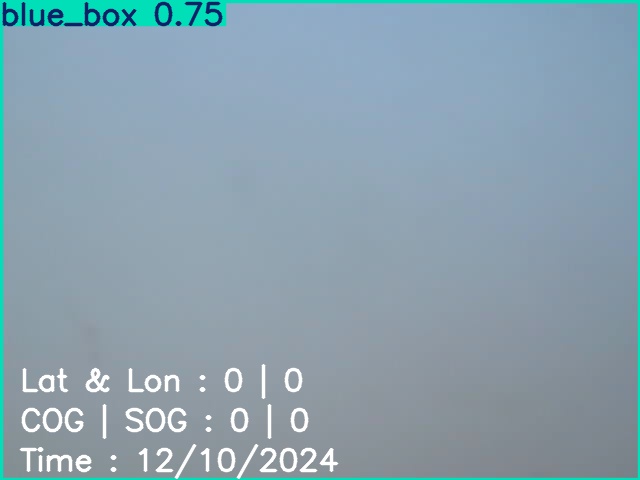 blue_box 0.75
Lat & Lon : 0 | 0
COG | SOG : 0 | 0
Time : 12/10/2024